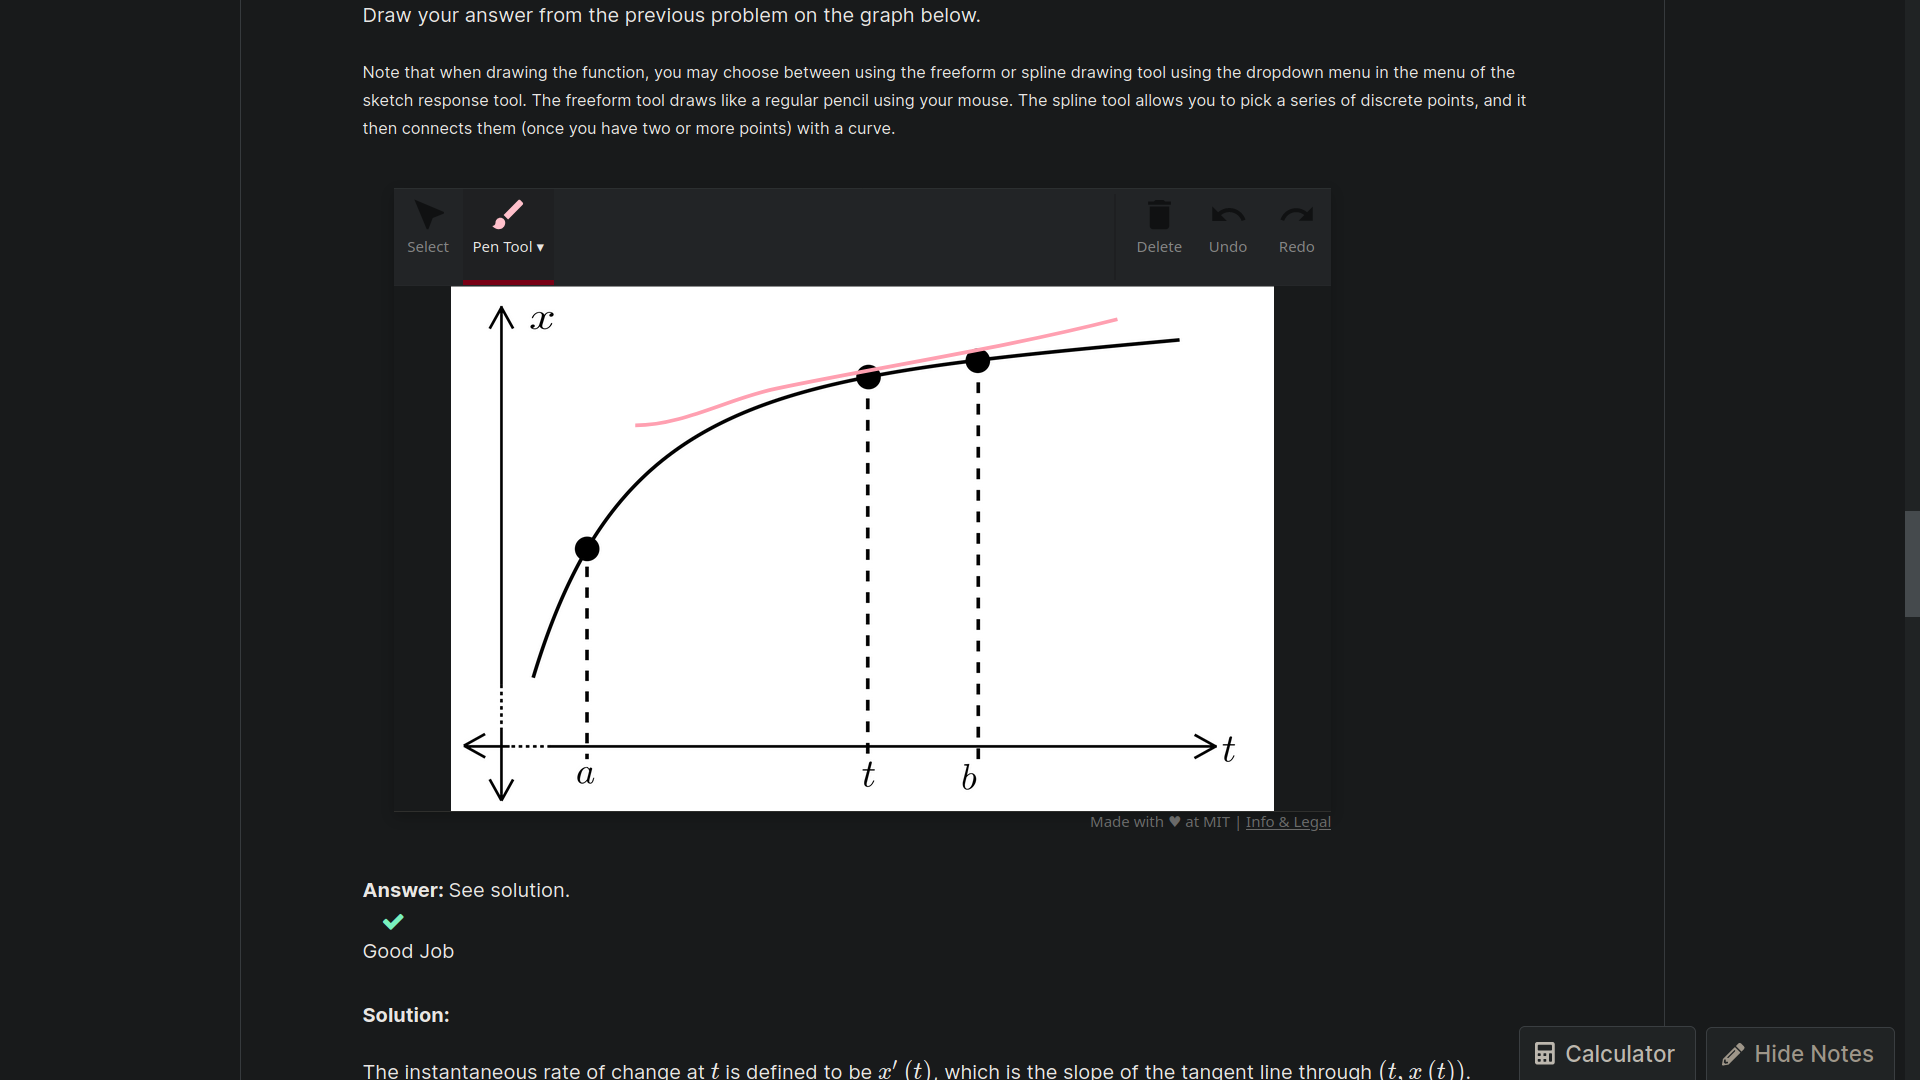 Draw your answer from the previous problem on the graph below.
Note that when drawing the function, you may choose between using the freeform or spline drawing tool using the dropdown menu in the menu of the
sketch response tool. The freeform tool draws like a regular pencil using your mouse. The spline tool allows you to pick a series of discrete points, and it
then connects them (once you have two or more points) with a curve.
Select Pen Tool ▾ Delete Undo Redo
x
t
a t b
Made with ♥ at MIT | Info & Legal
Answer: See solution.
Good Job
Solution:
Calculator Hide Notes
The instantaneous rate of change at t is defined to be x′ (t), which is the slope of the tangent line through (t, x (t)).